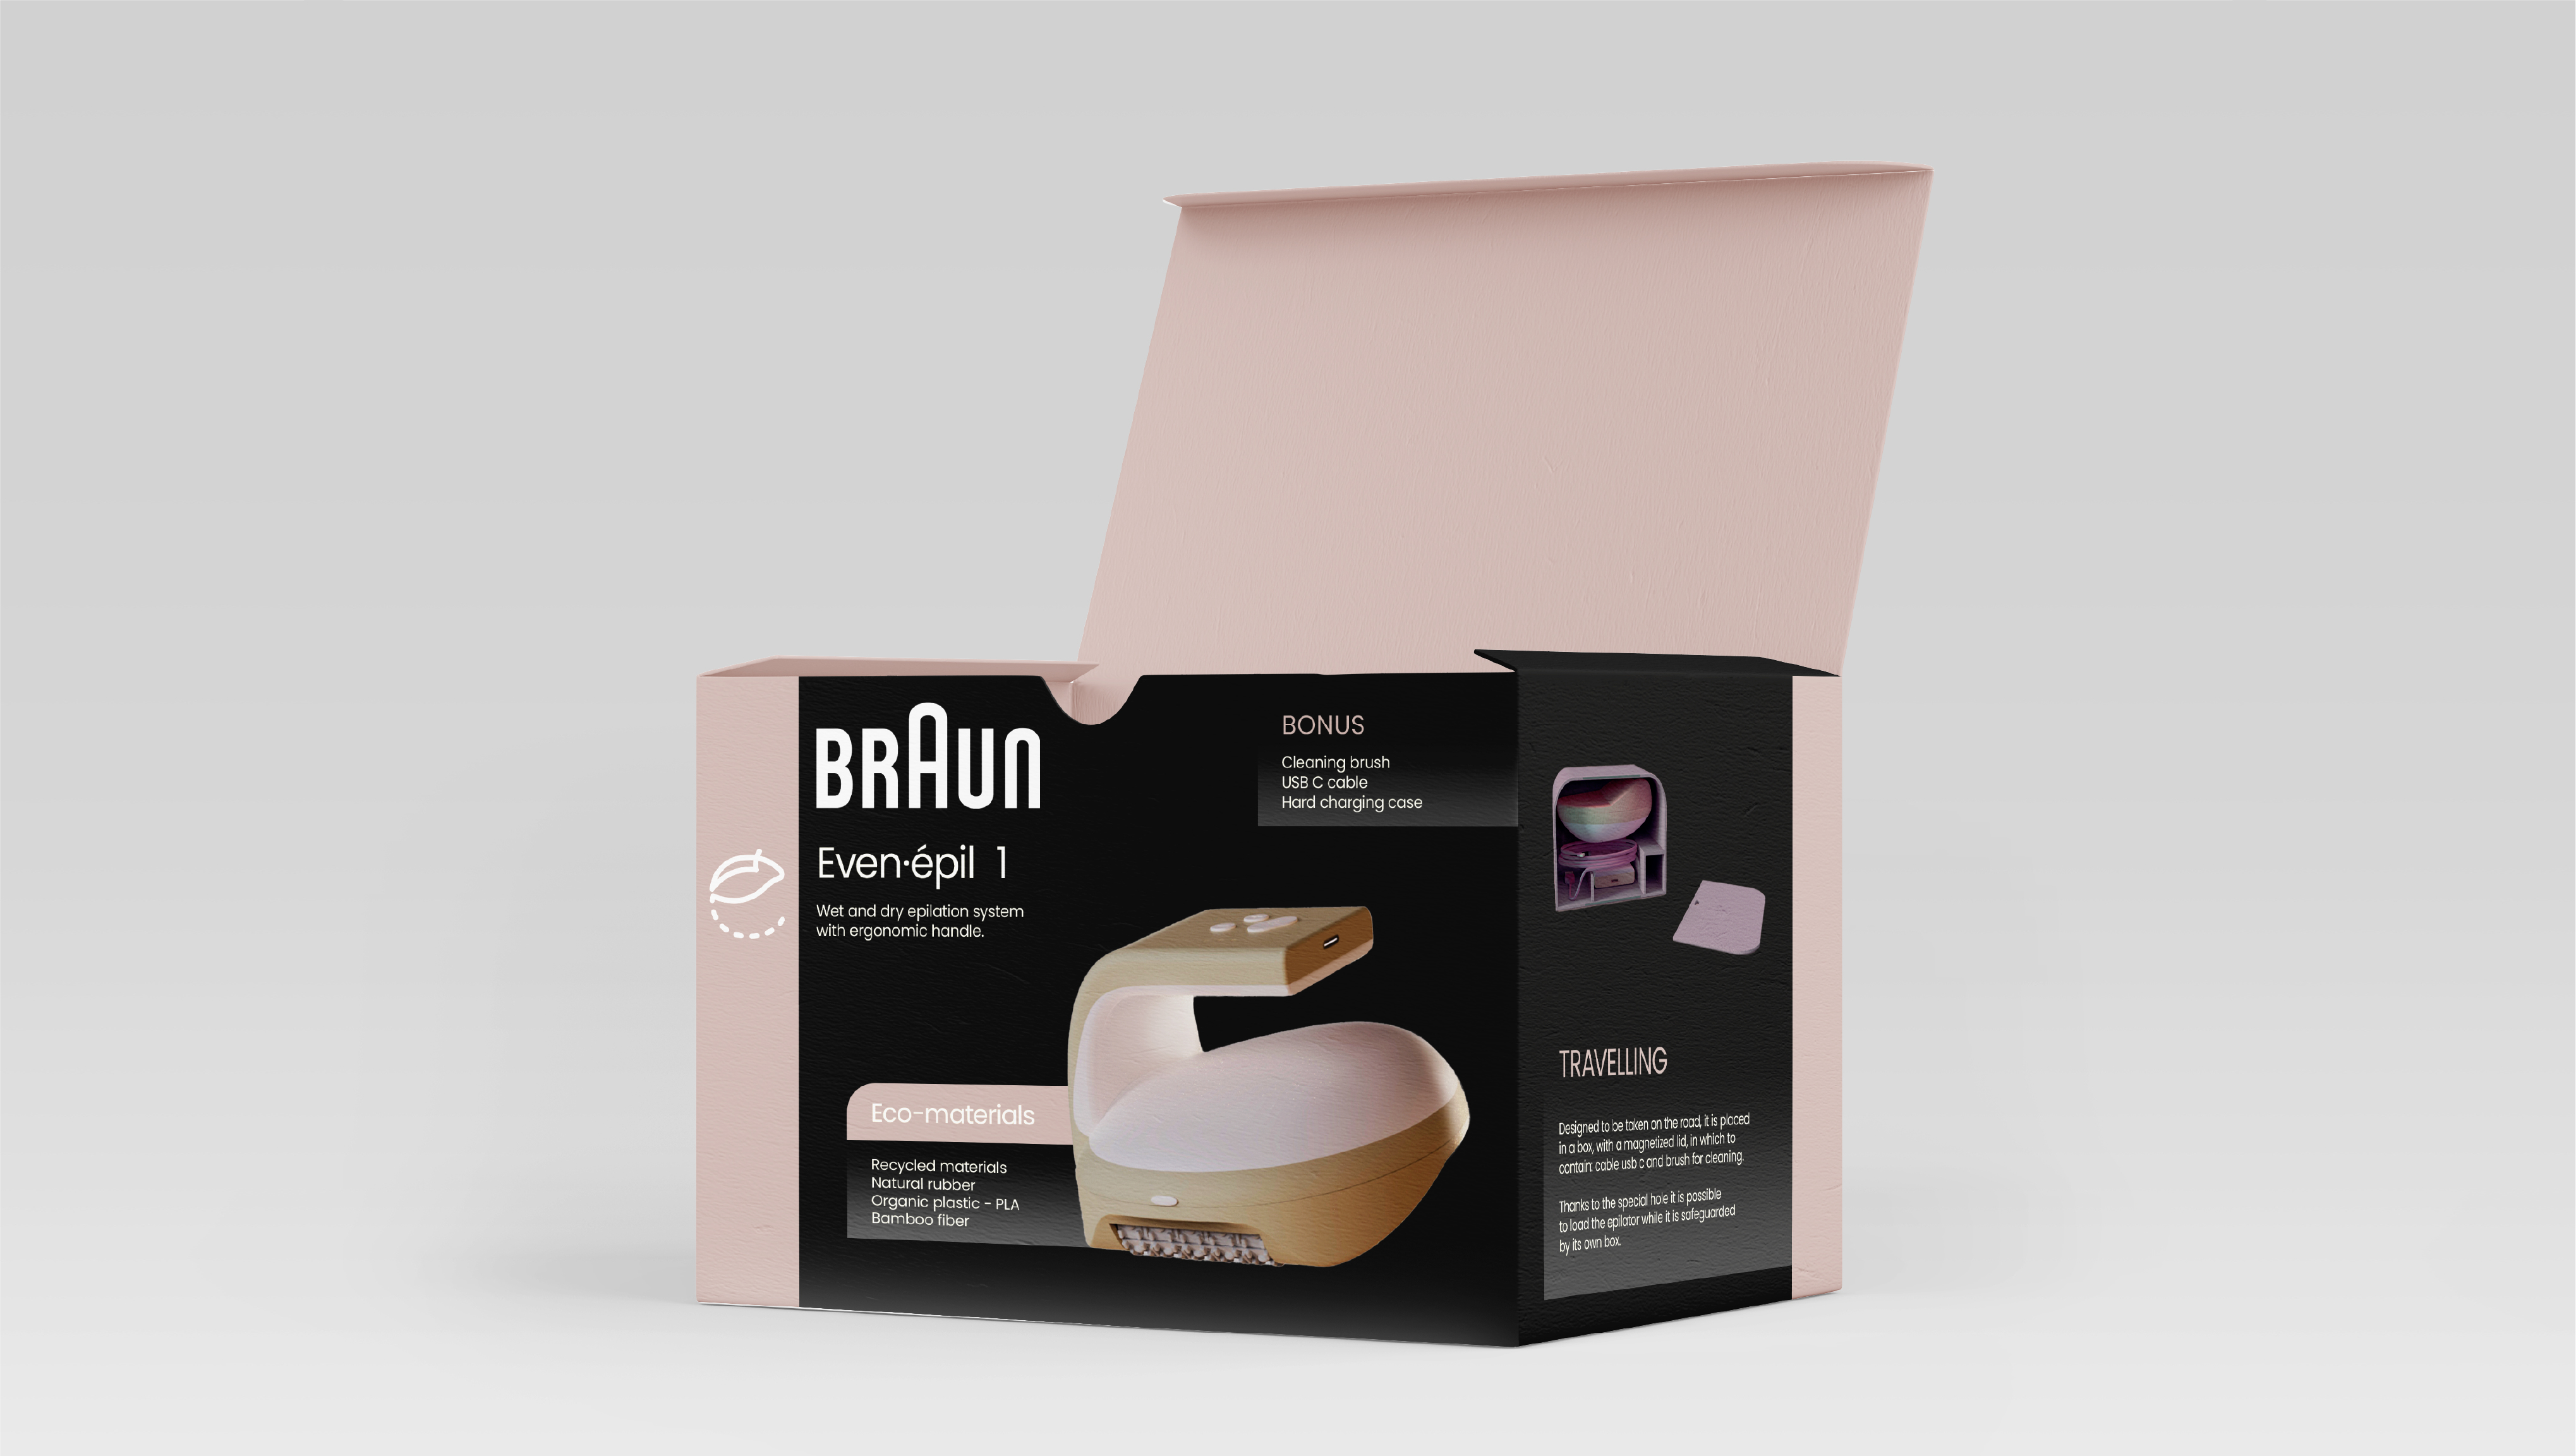 BRAUN
Even·épil 1
Wet and dry epilation system
with ergonomic handle.
BONUS
Cleaning brush
USB C cable
Hard charging case
Eco-materials
Recycled materials
Natural rubber
Organic plastic - PLA
Bamboo fiber
TRAVELLING
Designed to be taken on the road, it is placed
in a box, with a magnetized lid, in which to
contain: cable usb c and brush for cleaning.
Thanks to the special hole it is possible
to load the epilator while it is safeguarded
by its own box.